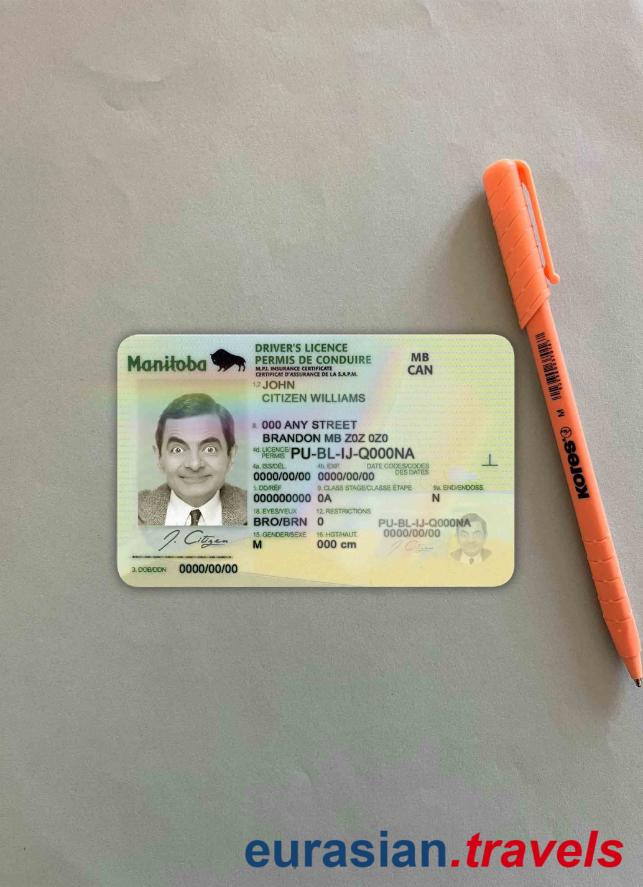 Manitoba
DRIVER'S LICENCE
PERMIS DE CONDUIRE
M.P.I. INSURANCE CERTIFICATE
CERTIFICAT D'ASSURANCE DE LA S.A.P.M.
MB
CAN
1,2 JOHN
CITIZEN WILLIAMS
8. 000 ANY STREET
BRANDON MB Z0Z 0Z0
4d. LICENCE/PERMIS PU-BL-IJ-Q000NA
4a. ISS/DÉL. 4b. EXP. DATE CODES/CODES DES DATES
0000/00/00 0000/00/00
5. DD/RÉF 9. CLASS STAGE/CLASSE ÉTAPE 9a. END/ENDOSS.
000000000 0A N
18. EYES/YEUX 12. RESTRICTIONS
BRO/BRN 0
PU-BL-IJ-Q000NA
0000/00/00
15. GENDER/SEXE 16. HGT/HAUT.
M 000 cm
J. Citizen
J. Citizen
3. DOB/DDN 0000/00/00
kores
M
eurasian.travels